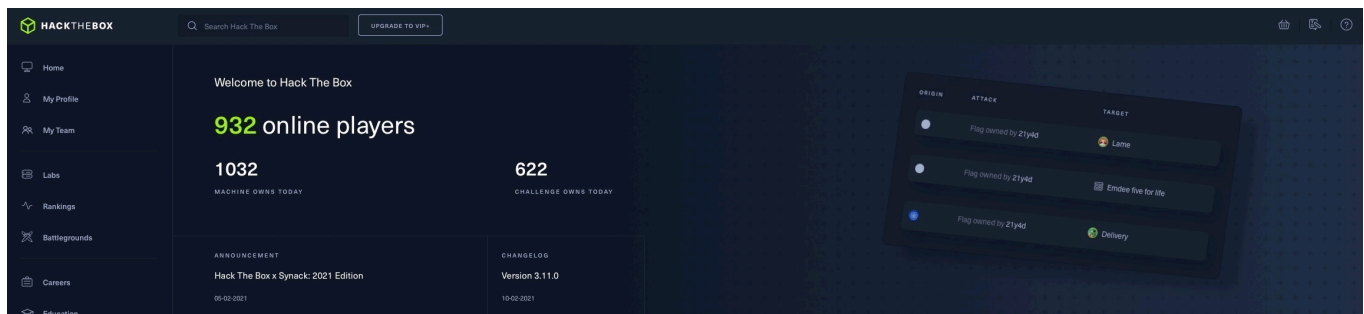 HACKTHEBOX
Search Hack The Box
UPGRADE TO VIP+
Home
My Profile
My Team
Labs
Rankings
Battlegrounds
Careers
Education
Welcome to Hack The Box
932 online players
1032
MACHINE OWNS TODAY
622
CHALLENGE OWNS TODAY
ANNOUNCEMENT
Hack The Box x Synack: 2021 Edition
05-02-2021
CHANGELOG
Version 3.11.0
10-02-2021
ORIGIN ATTACK TARGET
Flag owned by 21y4d Lame
Flag owned by 21y4d Emdee five for life
Flag owned by 21y4d Delivery